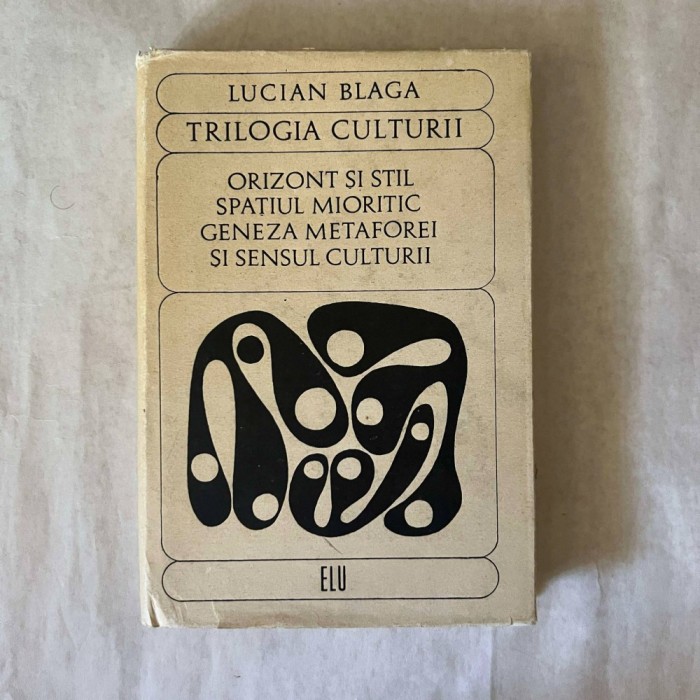 LUCIAN BLAGA
TRILOGIA CULTURII
ORIZONT ȘI STIL
SPAȚIUL MIORITIC
GENEZA METAFOREI
ȘI SENSUL CULTURII
ELU